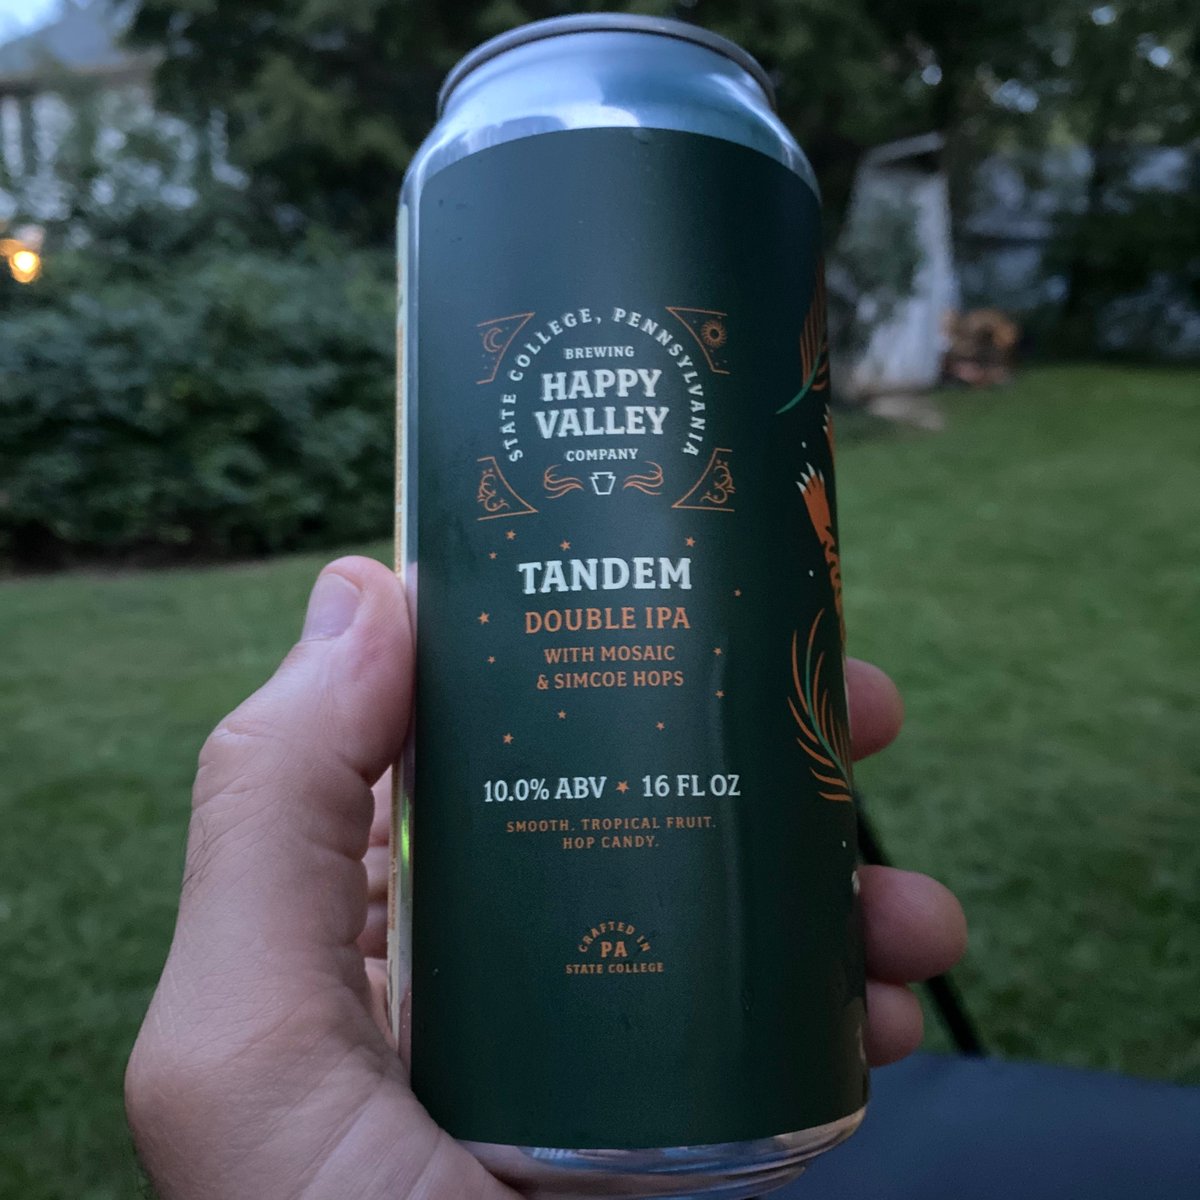 STATE COLLEGE, PENNSYLVANIA
BREWING
HAPPY
VALLEY
COMPANY
TANDEM
DOUBLE IPA
WITH MOSAIC
& SIMCOE HOPS
10.0% ABV ★ 16 FL OZ
SMOOTH. TROPICAL FRUIT.
HOP CANDY.
CRAFTED IN
PA
STATE COLLEGE